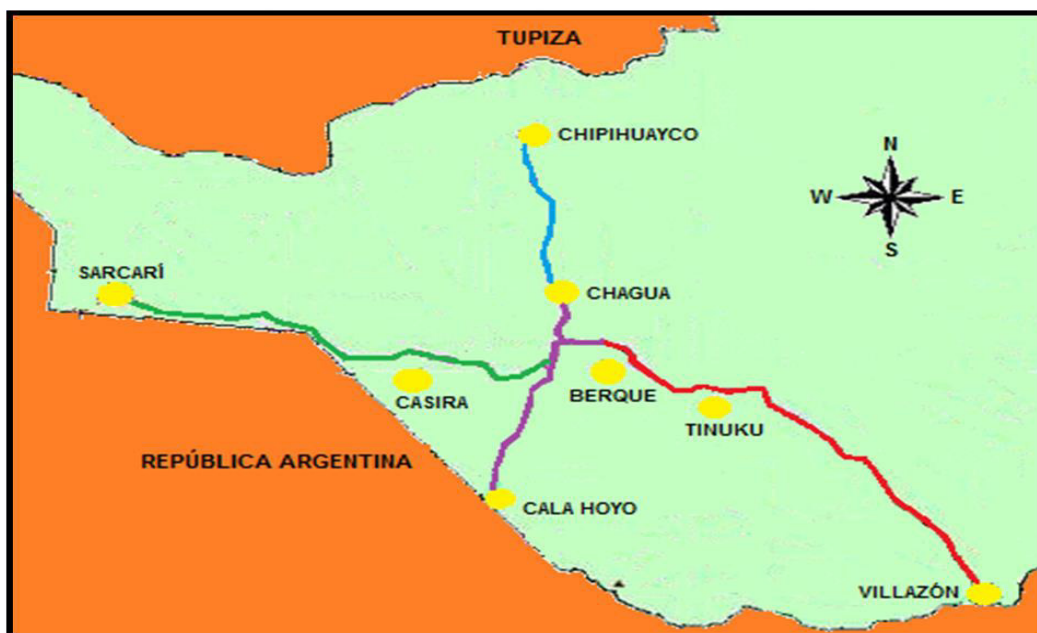 TUPIZA
CHIPIHUAYCO
N
W
E
S
SARCARÍ
CHAGUA
CASIRA
BERQUE
TINUKU
REPÚBLICA ARGENTINA
CALA HOYO
VILLAZÓN